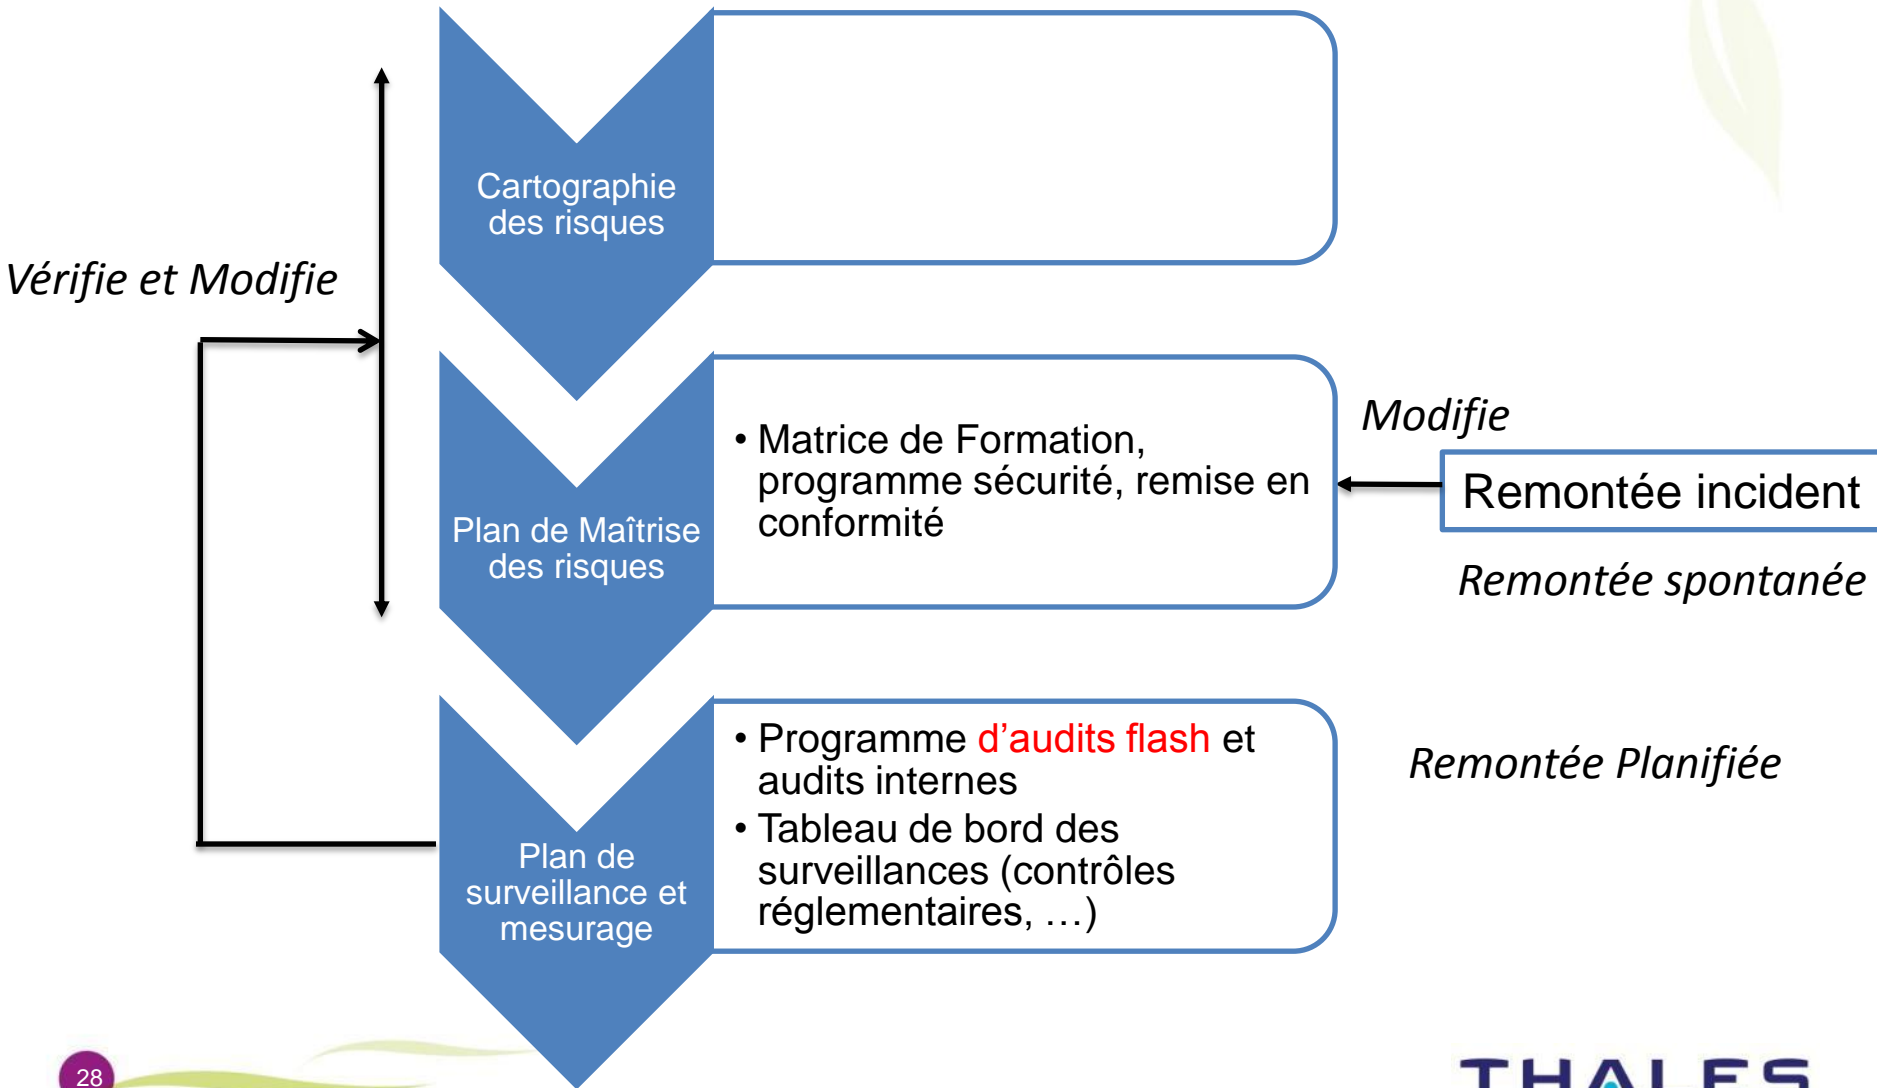 Cartographie
des risques
Vérifie et Modifie
Plan de Maîtrise
des risques
• Matrice de Formation,
programme sécurité, remise en
conformité
Modifie
Remontée incident
Remontée spontanée
Plan de
surveillance et
mesurage
• Programme d’audits flash et
audits internes
• Tableau de bord des
surveillances (contrôles
réglementaires, …)
Remontée Planifiée
28
THALES